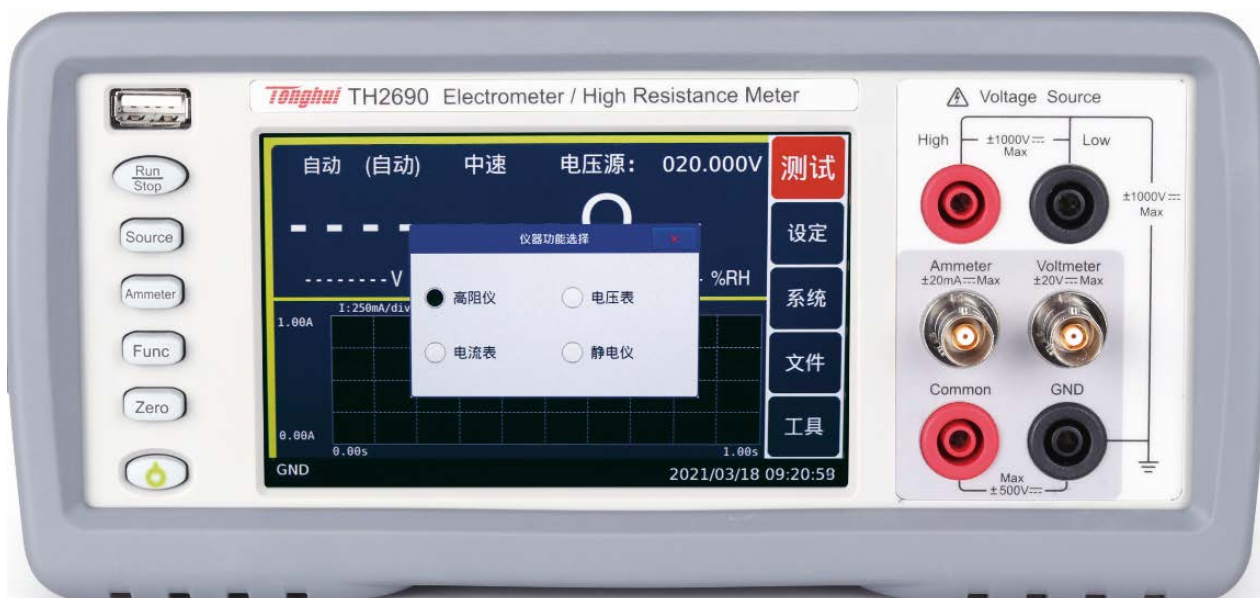 Tonghui TH2690 Electrometer / High Resistance Meter
Run
Stop
Source
Ammeter
Func
Zero
自动 (自动) 中速 电压源: 020.000V
- - - -
--------V - %RH
仪器功能选择 ×
高阻仪 电压表
电流表 静电仪
I:250mA/div
1.00A
0.00A
0.00s 1.00s
GND 2021/03/18 09:20:58
测试
设定
系统
文件
工具
Voltage Source
High ±1000V Max Low
±1000V
Max
Ammeter Voltmeter
±20mA Max ±20V Max
Common GND
Max
±500V